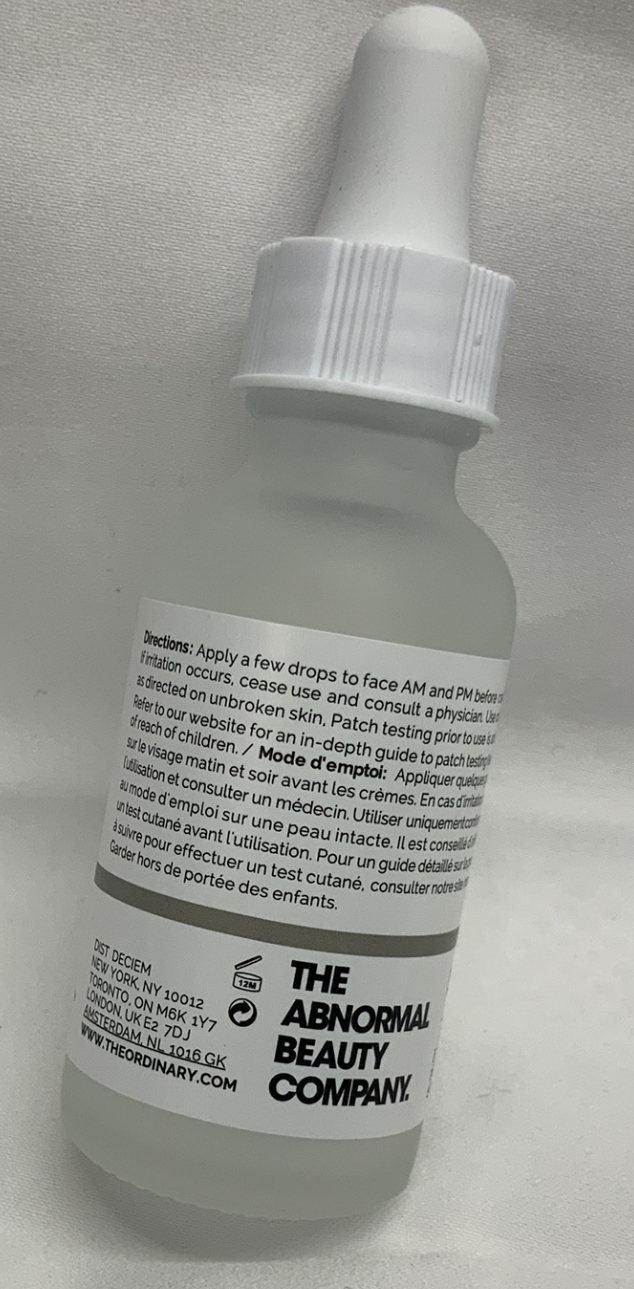 Directions: Apply a few drops to face AM and PM before
If irritation occurs, cease use and consult a physician. Use
as directed on unbroken skin. Patch testing prior to use is
Refer to our website for an in-depth guide to patch testing
of reach of children. / Mode d'emploi: Appliquer quelques
sur le visage matin et soir avant les crèmes. En cas d'irritation
l'utilisation et consulter un médecin. Utiliser uniquement
au mode d'emploi sur une peau intacte. Il est conseillé
un test cutané avant l'utilisation. Pour un guide détaillé sur
à suivre pour effectuer un test cutané, consulter notre site
Garder hors de portée des enfants.
DIST DECIEM
NEW YORK, NY 10012
TORONTO, ON M6K 1Y7
LONDON, UK E2 7DJ
AMSTERDAM, NL 1016 GK
WWW.THEORDINARY.COM
12M
THE
ABNORMAL
BEAUTY
COMPANY.